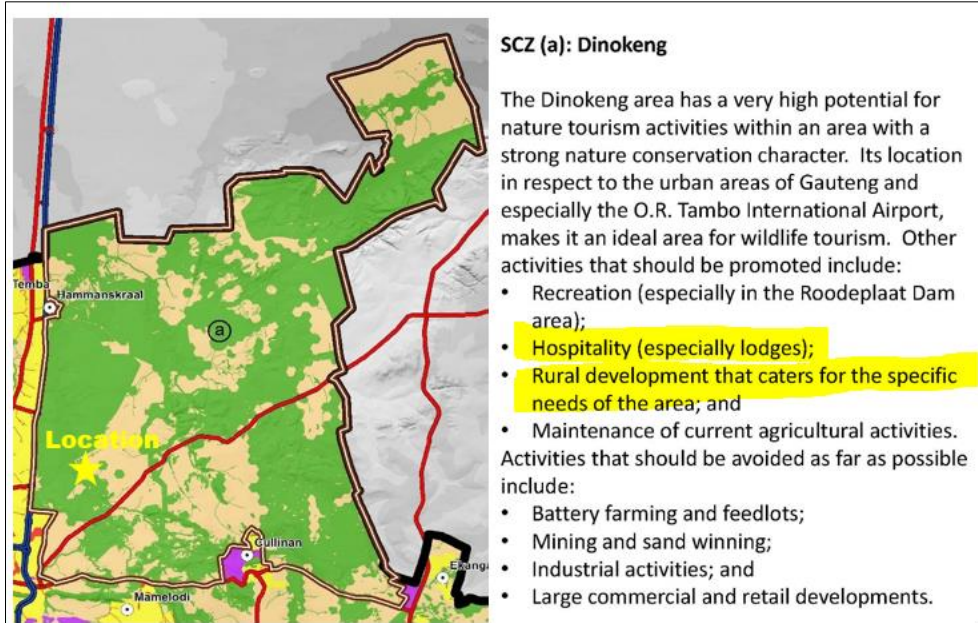 SCZ (a): Dinokeng
The Dinokeng area has a very high potential for
nature tourism activities within an area with a
strong nature conservation character. Its location
in respect to the urban areas of Gauteng and
especially the O.R. Tambo International Airport,
makes it an ideal area for wildlife tourism. Other
activities that should be promoted include:
• Recreation (especially in the Roodeplaat Dam
area);
• Hospitality (especially lodges);
• Rural development that caters for the specific
needs of the area; and
• Maintenance of current agricultural activities.
Activities that should be avoided as far as possible
include:
• Battery farming and feedlots;
• Mining and sand winning;
• Industrial activities; and
• Large commercial and retail developments.
Temba
Hammanskraal
a
Location
Cullinan
Ekanga
Mamelodi